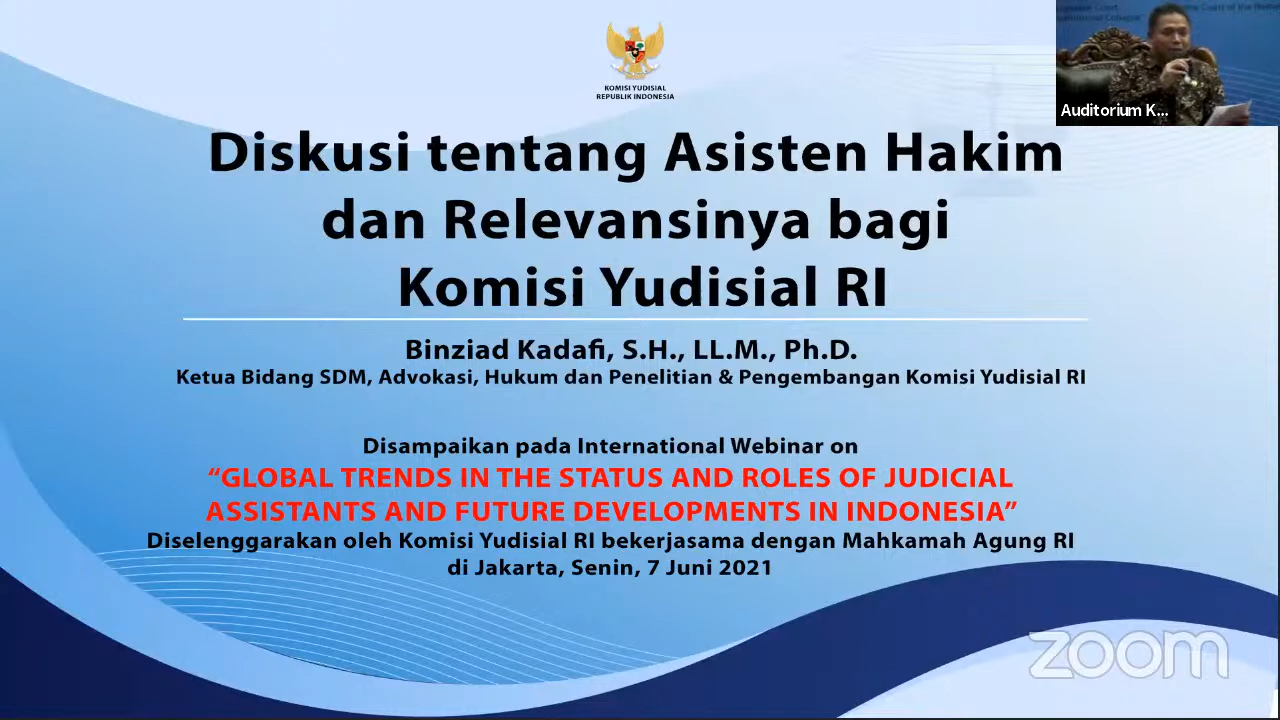 KOMISI YUDISIAL
REPUBLIK INDONESIA
Auditorium K...
Diskusi tentang Asisten Hakim
dan Relevansinya bagi
Komisi Yudisial RI
Binziad Kadafi, S.H., LL.M., Ph.D.
Ketua Bidang SDM, Advokasi, Hukum dan Penelitian & Pengembangan Komisi Yudisial RI
Disampaikan pada International Webinar on
“GLOBAL TRENDS IN THE STATUS AND ROLES OF JUDICIAL
ASSISTANTS AND FUTURE DEVELOPMENTS IN INDONESIA”
Diselenggarakan oleh Komisi Yudisial RI bekerjasama dengan Mahkamah Agung RI
di Jakarta, Senin, 7 Juni 2021
zoom